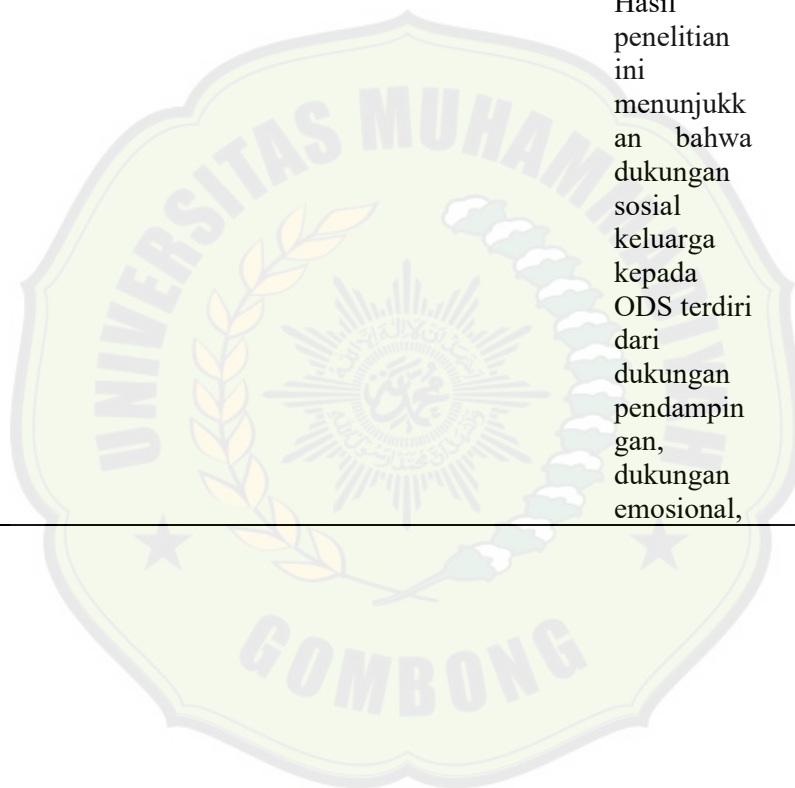 Hasil
penelitian
ini
menunjukk
an bahwa
dukungan
sosial
keluarga
kepada
ODS terdiri
dari
dukungan
pendampin
gan,
dukungan
emosional,
UNIVERSITAS MUHAMMADIYAH
GOMBONG